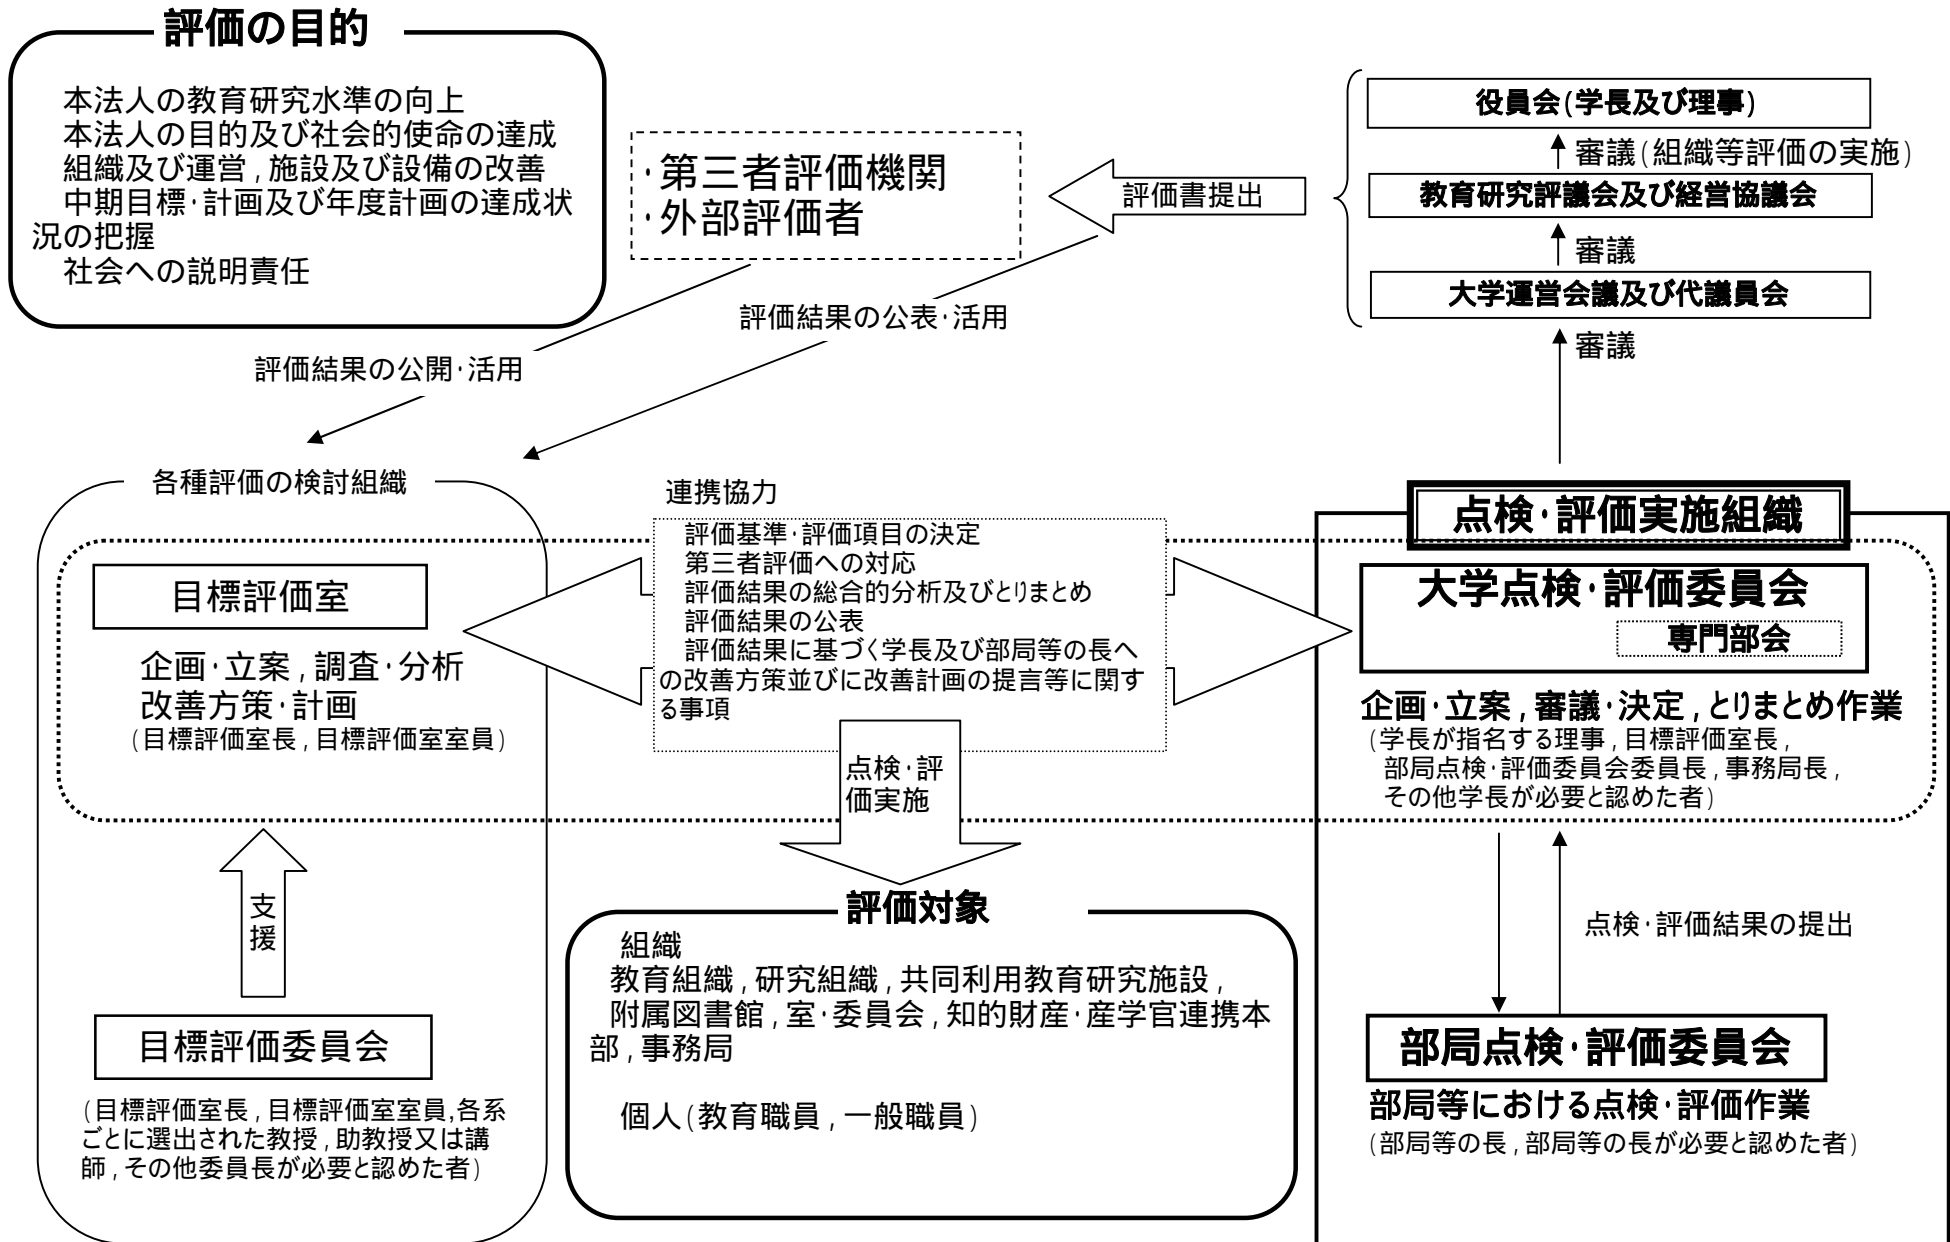 評価の目的
本法人の教育研究水準の向上
本法人の目的及び社会的使命の達成
組織及び運営,施設及び設備の改善
中期目標・計画及び年度計画の達成状
況の把握
社会への説明責任
・第三者評価機関
・外部評価者
評価書提出
役員会(学長及び理事)
審議(組織等評価の実施)
教育研究評議会及び経営協議会
審議
大学運営会議及び代議員会
審議
評価結果の公表・活用
評価結果の公開・活用
各種評価の検討組織
目標評価室
企画・立案,調査・分析
改善方策・計画
(目標評価室長,目標評価室室員)
支
援
目標評価委員会
(目標評価室長,目標評価室室員,各系
ごとに選出された教授,助教授又は講
師,その他委員長が必要と認めた者)
連携協力
評価基準・評価項目の決定
第三者評価への対応
評価結果の総合的分析及びとりまとめ
評価結果の公表
評価結果に基づく学長及び部局等の長へ
の改善方策並びに改善計画の提言等に関す
る事項
点検・評
価実施
評価対象
組織
教育組織,研究組織,共同利用教育研究施設,
附属図書館,室・委員会,知的財産・産学官連携本
部,事務局
個人(教育職員,一般職員)
点検・評価実施組織
大学点検・評価委員会
専門部会
企画・立案,審議・決定,とりまとめ作業
(学長が指名する理事,目標評価室長,
部局点検・評価委員会委員長,事務局長,
その他学長が必要と認めた者)
点検・評価結果の提出
部局点検・評価委員会
部局等における点検・評価作業
(部局等の長,部局等の長が必要と認めた者)